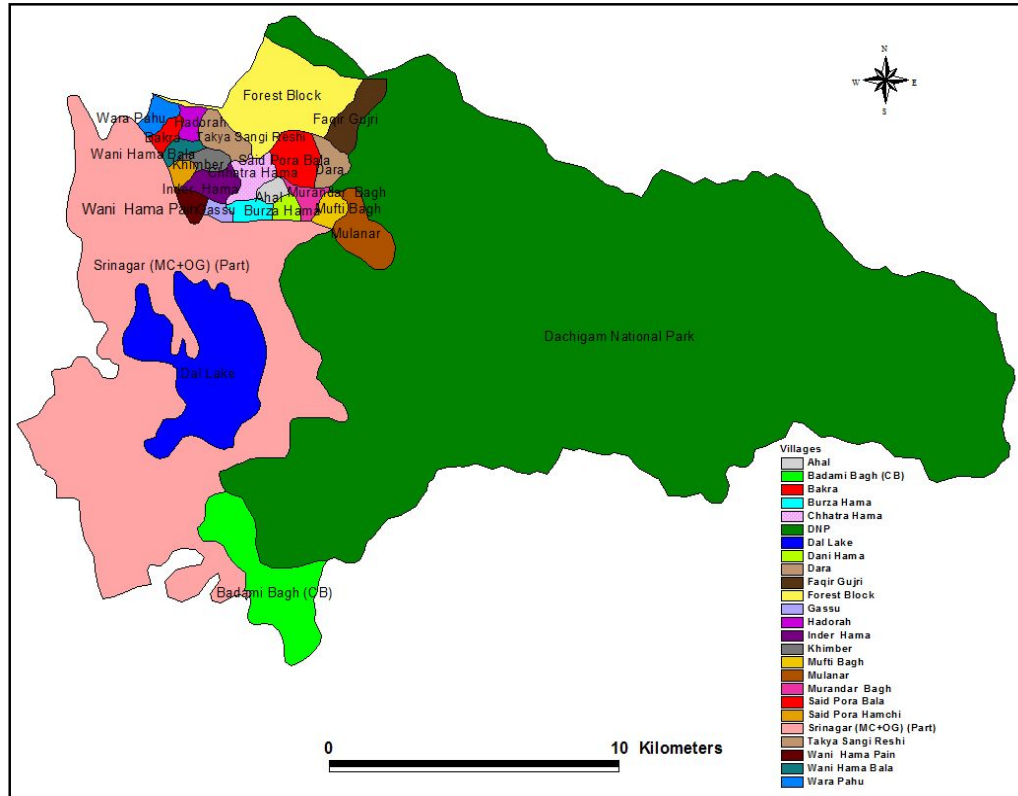 N
W E
S
Forest Block
Wara Pahu
Hadorah
Faqir Gujri
Bakra
Takya Sangi Reshi
Wani Hama Bala
Said Pora Bala
Khimber
Chhatra Hama
Dara
Inder Hama
Ahal
Murandar Bagh
Wani Hama Pain
Gassu
Burza Hama
Mufti Bagh
Mulanar
Srinagar (MC+OG) (Part)
Dachigam National Park
Dal Lake
Badami Bagh (CB)
Villages
Ahal
Badami Bagh (CB)
Bakra
Burza Hama
Chhatra Hama
DNP
Dal Lake
Dani Hama
Dara
Faqir Gujri
Forest Block
Gassu
Hadorah
Inder Hama
Khimber
Mufti Bagh
Mulanar
Murandar Bagh
Said Pora Bala
Said Pora Hamchi
Srinagar (MC+OG) (Part)
Takya Sangi Reshi
Wani Hama Pain
Wani Hama Bala
Wara Pahu
0 10 Kilometers